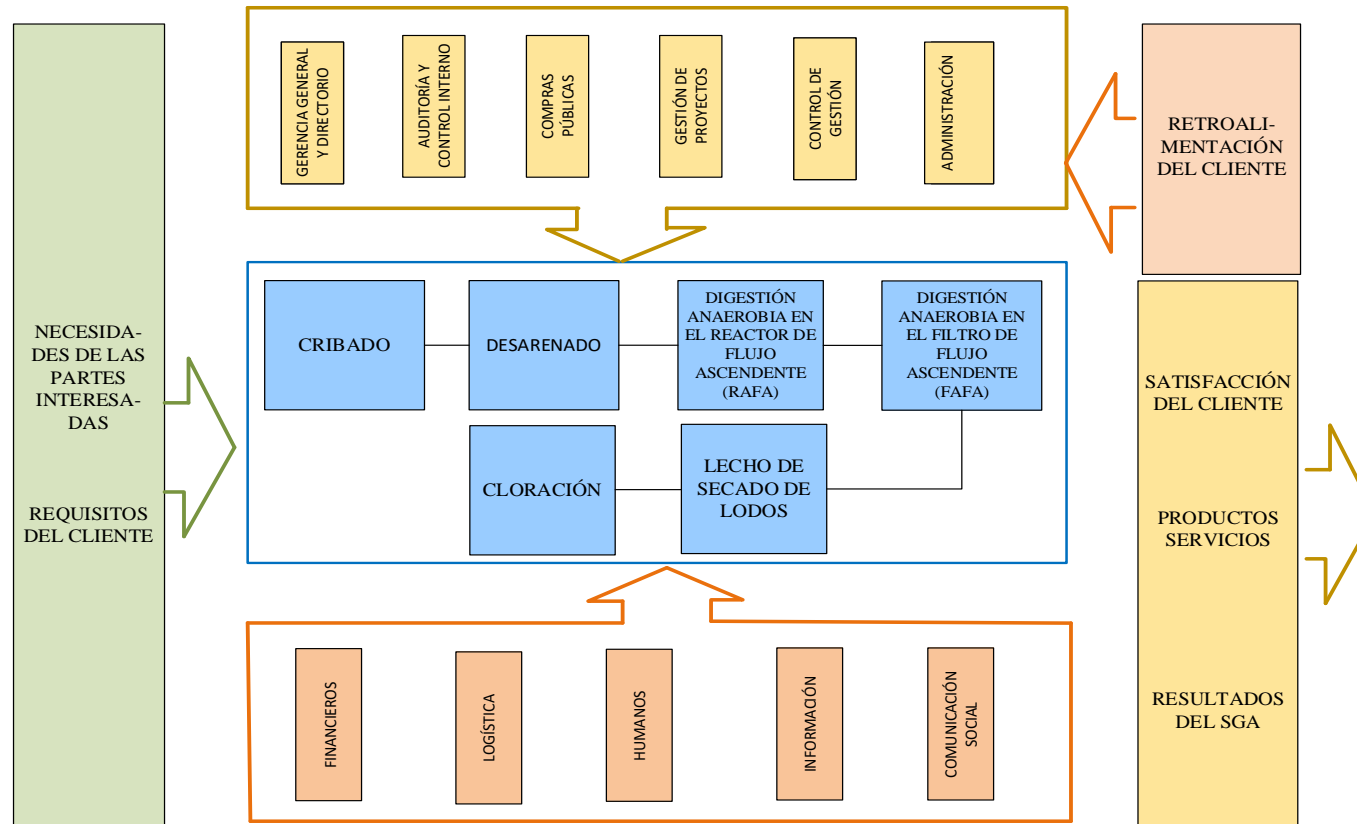 GERENCIA GENERAL
Y DIRECTORIO
AUDITORÍA Y
CONTROL INTERNO
COMPRAS
PÚBLICAS
GESTIÓN DE
PROYECTOS
CONTROL DE
GESTIÓN
ADMINISTRACIÓN
RETROALI-
MENTACIÓN
DEL CLIENTE
NECESIDA-
DES DE LAS
PARTES
INTERESA-
DAS
REQUISITOS
DEL CLIENTE
CRIBADO
DESARENADO
DIGESTIÓN
ANAEROBIA EN
EL REACTOR DE
FLUJO
ASCENDENTE
(RAFA)
DIGESTIÓN
ANAEROBIA EN
EL FILTRO DE
FLUJO
ASCENDENTE
(FAFA)
CLORACIÓN
LECHO DE
SECADO DE
LODOS
SATISFACCIÓN
DEL CLIENTE
PRODUCTOS
SERVICIOS
RESULTADOS
DEL SGA
FINANCIEROS
LOGÍSTICA
HUMANOS
INFORMACIÓN
COMUNICACIÓN
SOCIAL